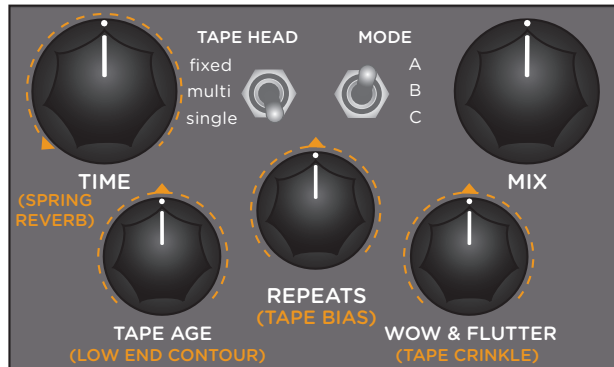 TAPE HEAD
MODE
fixed
multi
single
A
B
C
TIME
(SPRING
REVERB)
MIX
REPEATS
(TAPE BIAS)
TAPE AGE
(LOW END CONTOUR)
WOW & FLUTTER
(TAPE CRINKLE)